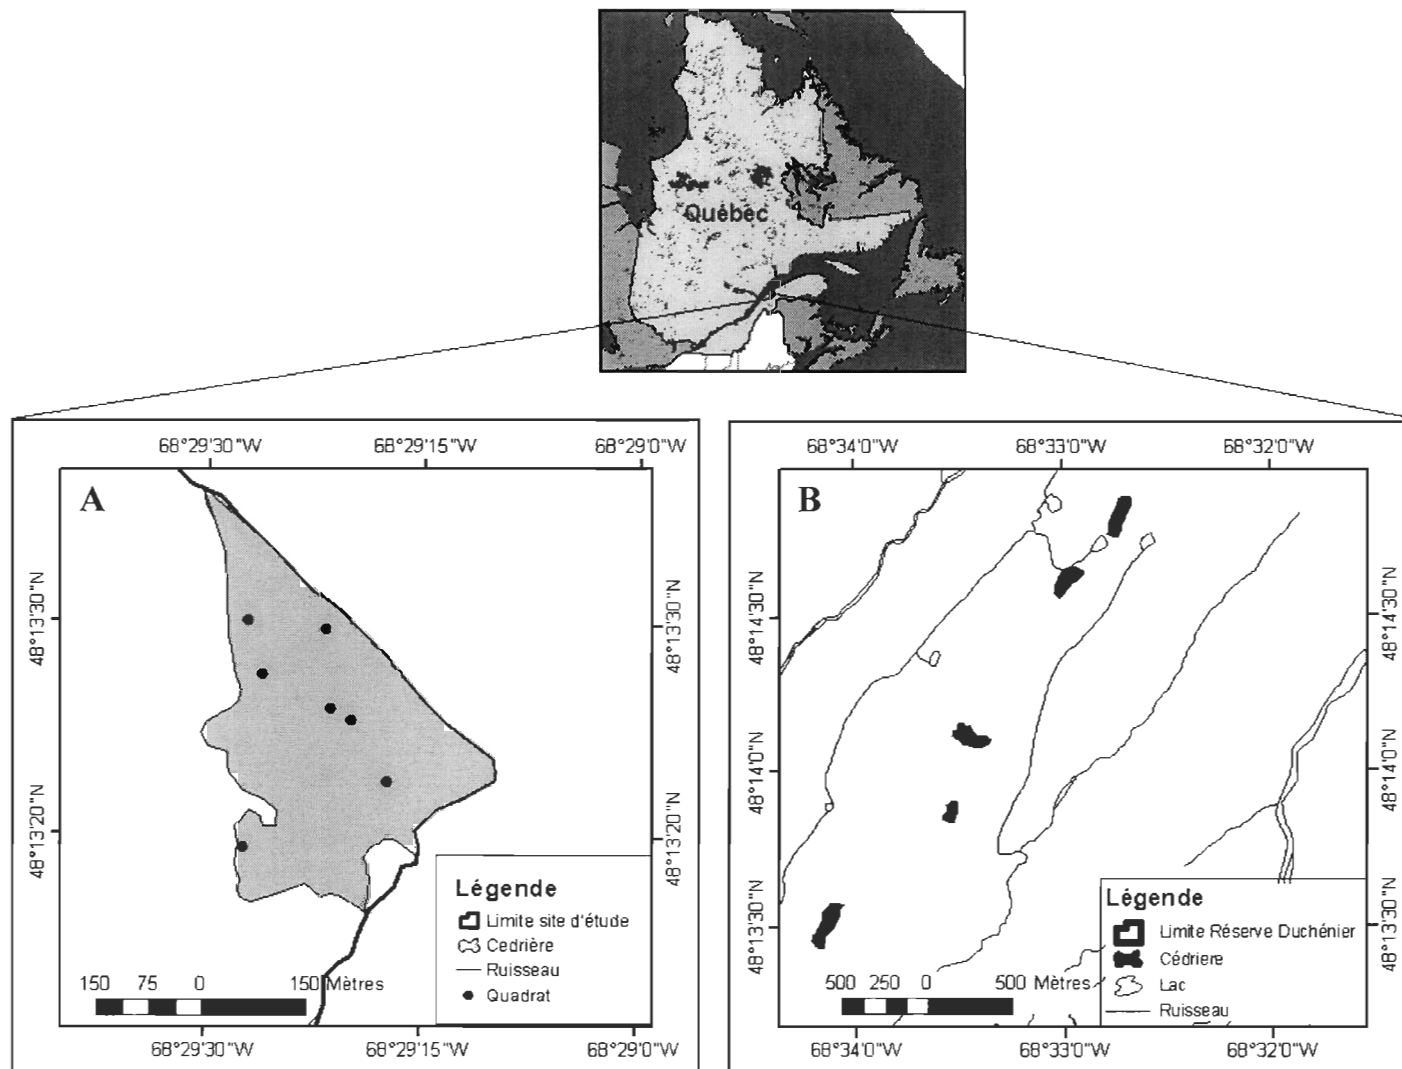 Québec
68°29'30"W 68°29'15"W 68°29'0"W
A
48°13'30"N
48°13'20"N
48°13'30"N
48°13'20"N
Légende
Limite site d'étude
Cedrière
Ruisseau
Quadrat
150 75 0 150 Mètres
68°29'30"W 68°29'15"W 68°29'0"W
68°34'0"W 68°33'0"W 68°32'0"W
B
48°14'30"N
48°14'0"N
48°13'30"N
48°14'30"N
48°14'0"N
48°13'30"N
Légende
Limite Réserve Duchénier
Cédriere
Lac
Ruisseau
500 250 0 500 Mètres
68°34'0"W 68°33'0"W 68°32'0"W